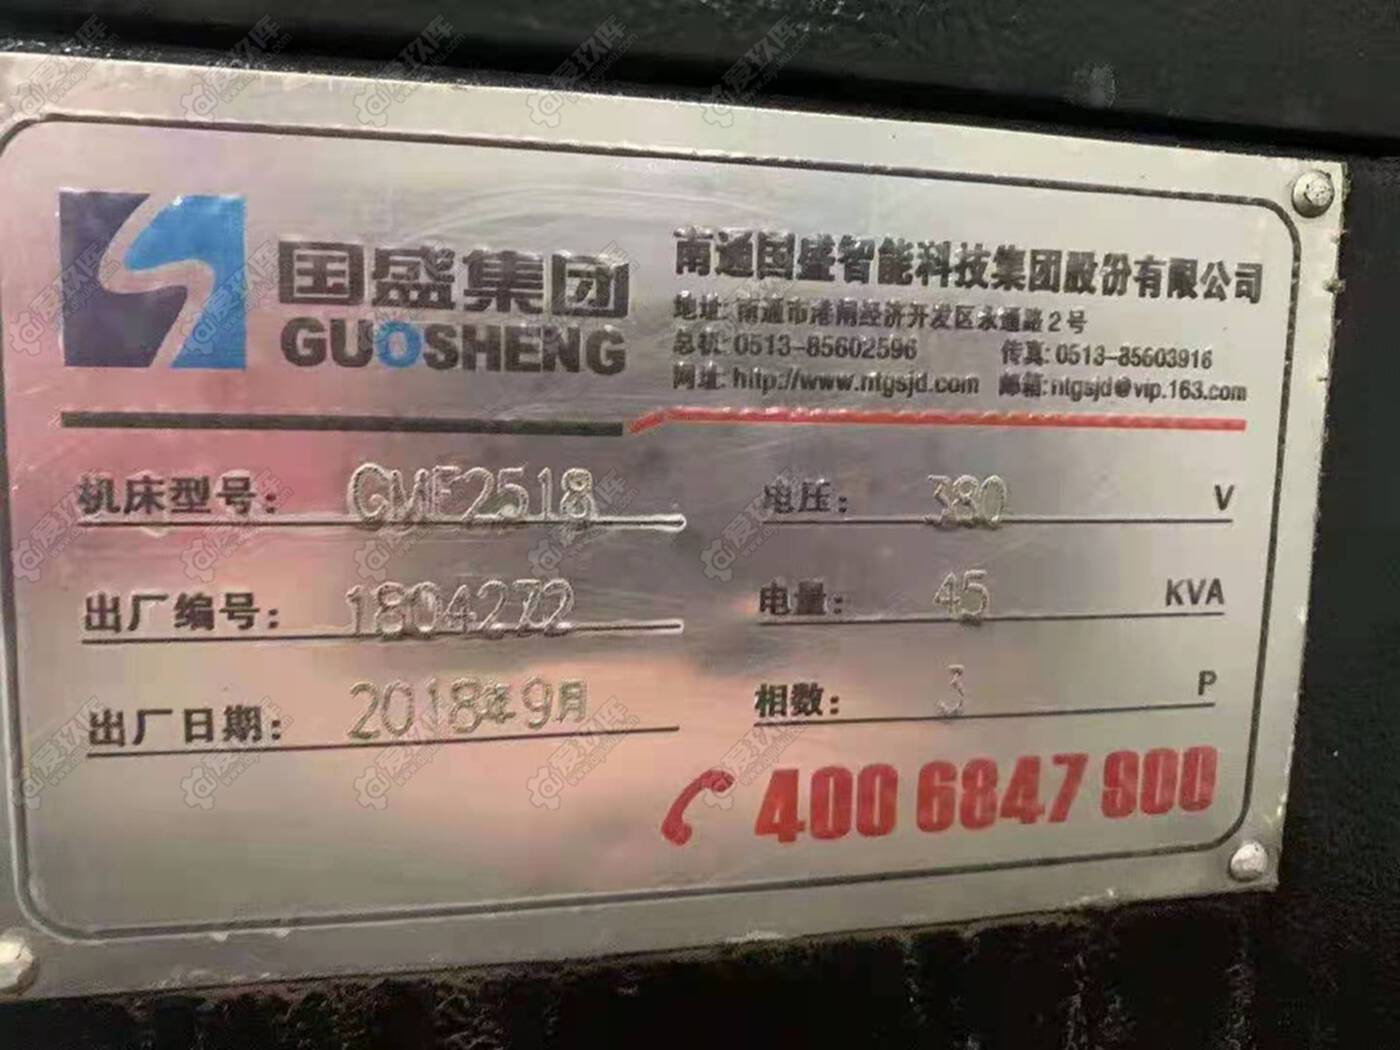 国盛集团
GUOSHENG
南通国盛智能科技集团股份有限公司
地址:南通市港闸经济开发区永通路2号
总机:0513-85602596 传真:0513-85603916
网址:http://www.ntgsjd.com 邮箱:ntgsjd@vip.163.com
机床型号: GMF2518 电压: 380 V
出厂编号: 1804272 电量: 45 KVA
出厂日期: 2018年9月 相数: 3 P
400 6847 900